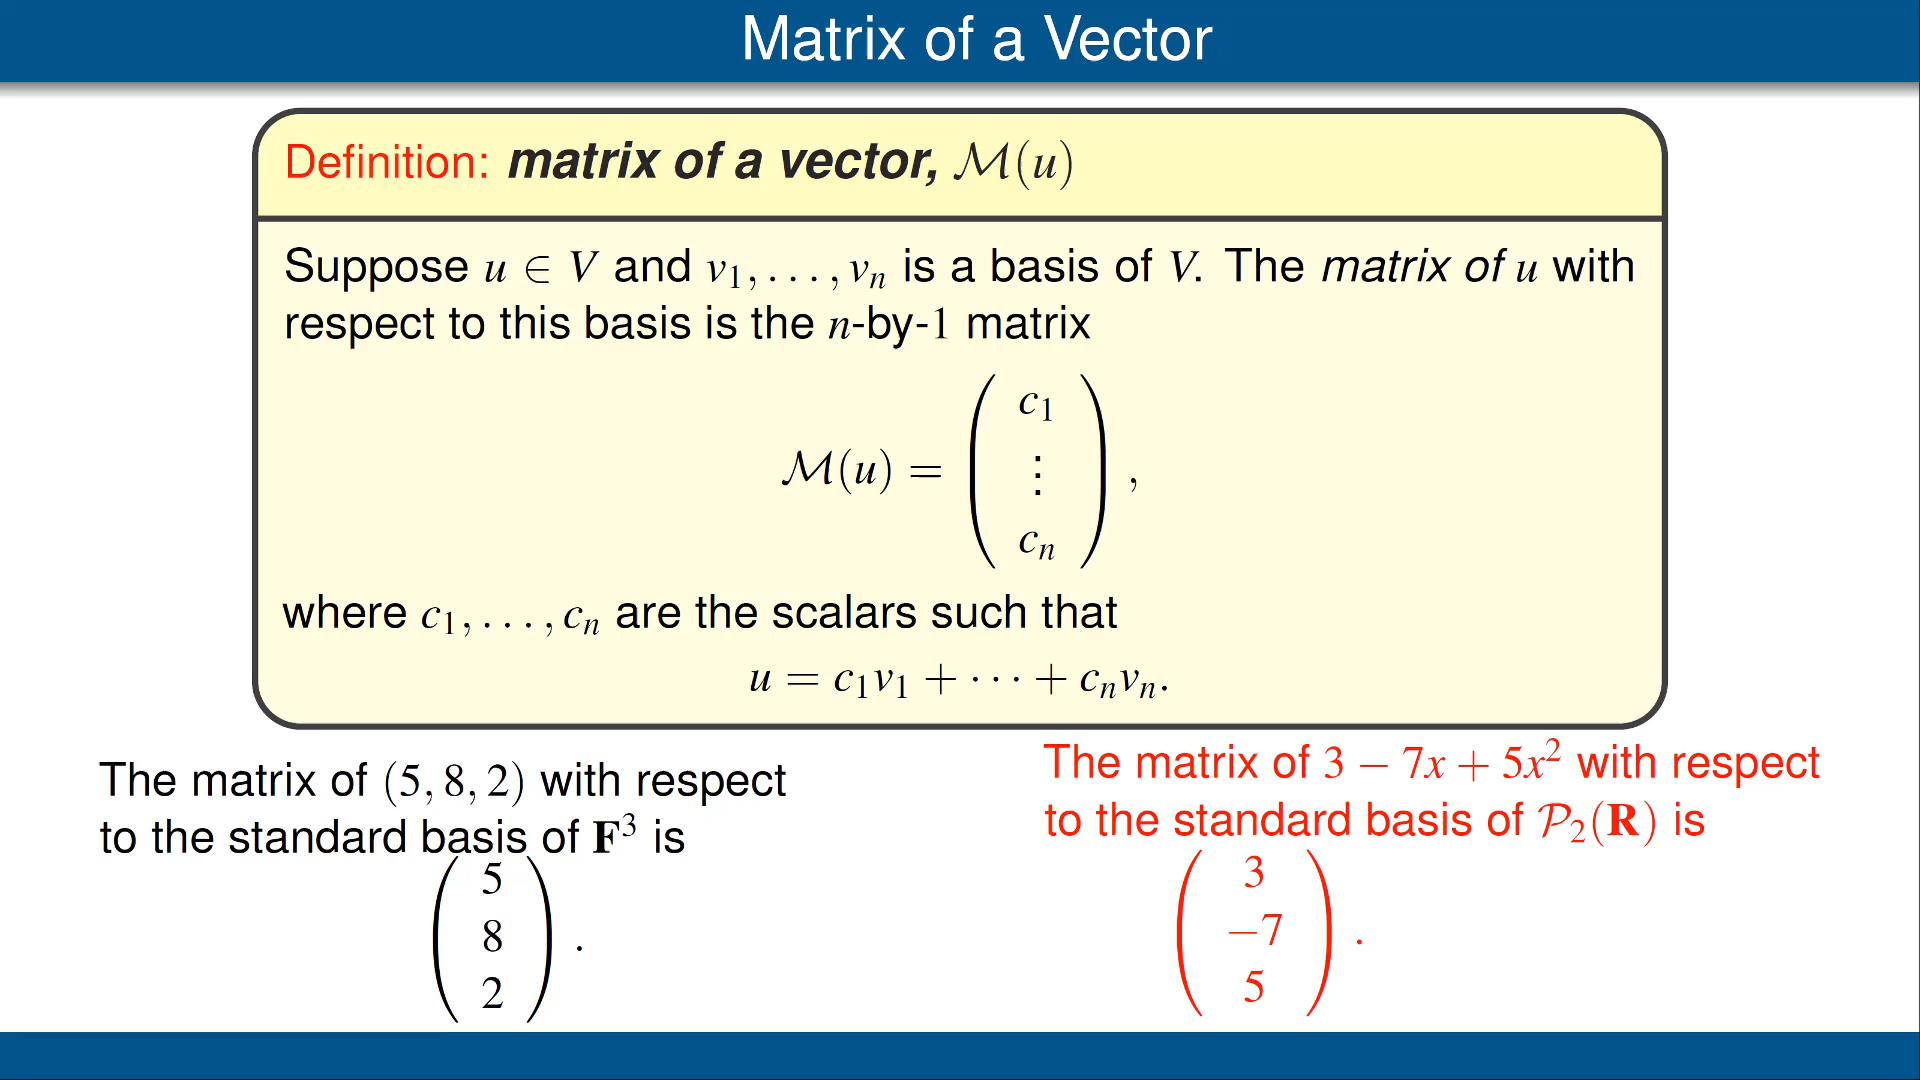 Matrix of a Vector
Definition: matrix of a vector, ℳ(u)
Suppose u ∈ V and v₁, . . . , vₙ is a basis of V. The matrix of u with
respect to this basis is the n-by-1 matrix
ℳ(u) = ( c₁ ⋮ cₙ ) ,
where c₁, . . . , cₙ are the scalars such that
u = c₁v₁ + · · · + cₙvₙ.
The matrix of (5, 8, 2) with respect
to the standard basis of F³ is
( 5
8
2 ) .
The matrix of 3 − 7x + 5x² with respect
to the standard basis of 𝒫₂(R) is
( 3
−7
5 ) .